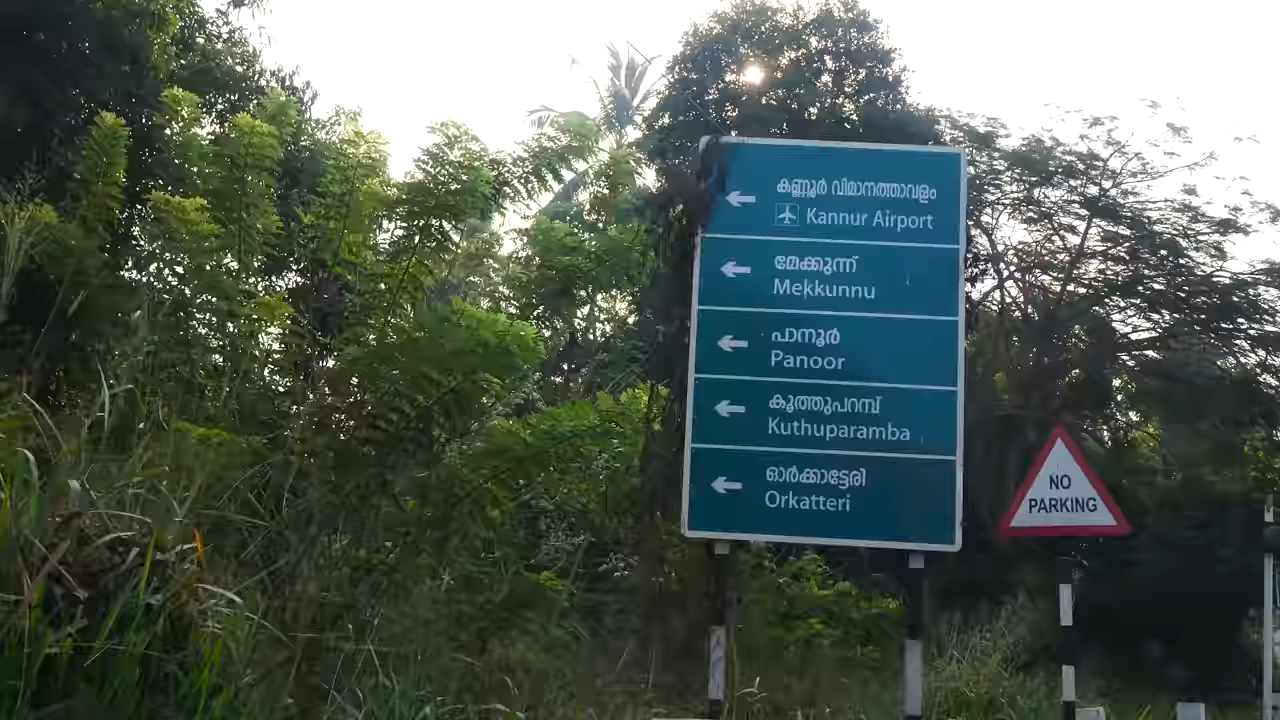 കണ്ണൂർ വിമാനത്താവളം
Kannur Airport
മേക്കുന്ന്
Mekkunnu
പാനൂർ
Panoor
കൂത്തുപറമ്പ്
Kuthuparamba
ഓർക്കാട്ടേരി
Orkatteri
NO
PARKING